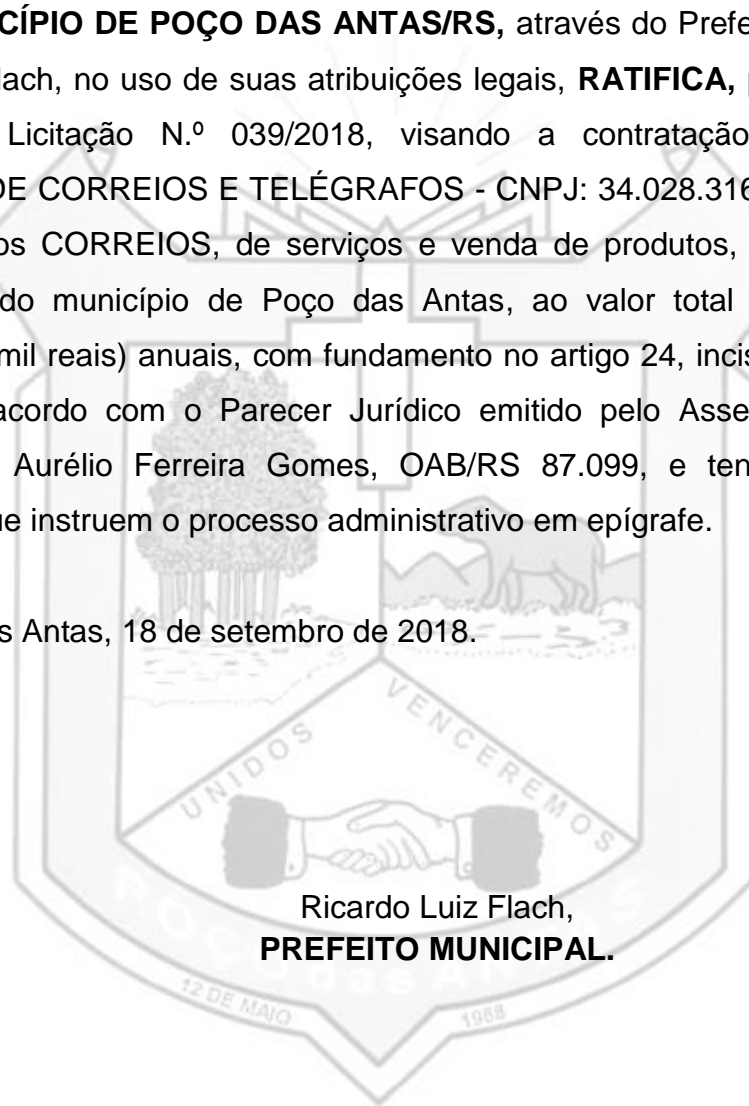 CÍPIO DE POÇO DAS ANTAS/RS, através do Prefe
lach, no uso de suas atribuições legais, RATIFICA,
Licitação N.º 039/2018, visando a contratação
DE CORREIOS E TELÉGRAFOS - CNPJ: 34.028.316
os CORREIOS, de serviços e venda de produtos,
do município de Poço das Antas, ao valor total
mil reais) anuais, com fundamento no artigo 24, incis
acordo com o Parecer Jurídico emitido pelo Asse
Aurélio Ferreira Gomes, OAB/RS 87.099, e ten
ue instruem o processo administrativo em epígrafe.
s Antas, 18 de setembro de 2018.
UNIDOS VENCEREMOS
Ricardo Luiz Flach,
PREFEITO MUNICIPAL.
POÇO das ANTAS
12 DE MAIO 1988